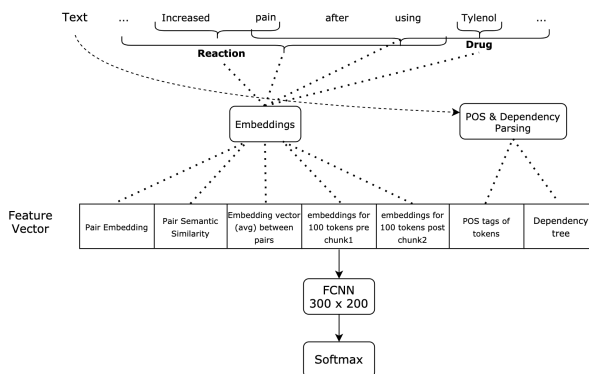 Text ... Increased pain after using Tylenol ...
Reaction Drug
Embeddings
POS & Dependency
Parsing
Feature
Vector
Pair Embedding
Pair Semantic
Similarity
Embedding vector
(avg) between
pairs
embeddings for
100 tokens pre
chunk1
embeddings for
100 tokens post
chunk2
POS tags of
tokens
Dependency
tree
FCNN
300 x 200
Softmax